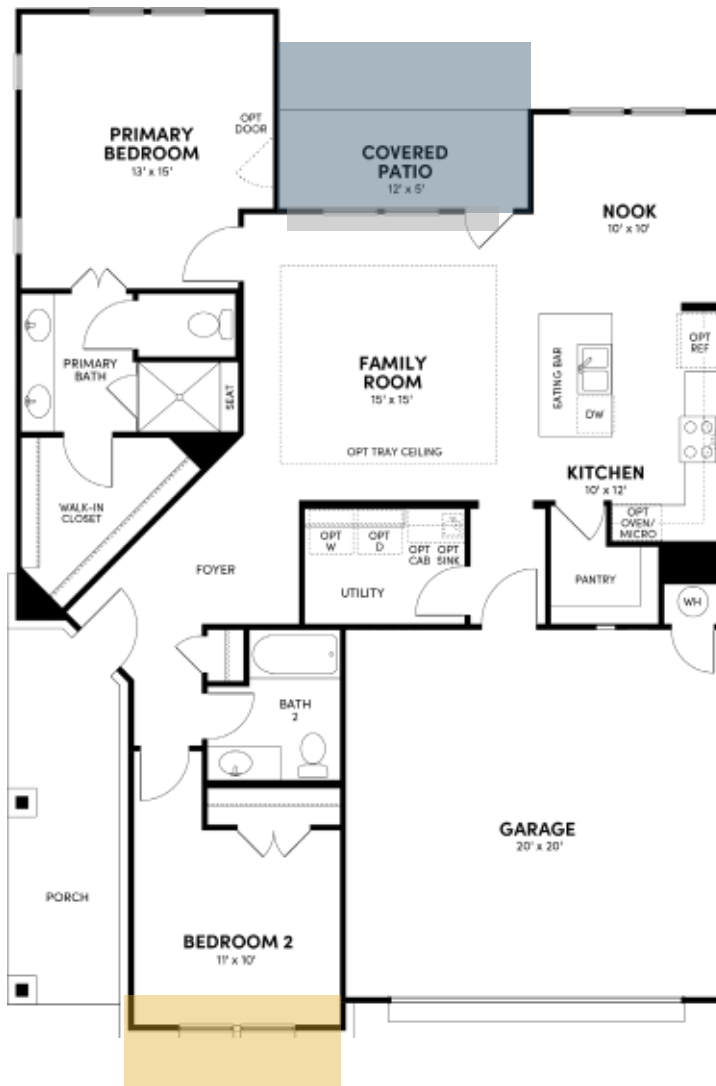 OPT
DOOR
PRIMARY
BEDROOM
13' x 15'
COVERED
PATIO
12' x 5'
NOOK
10' x 10'
PRIMARY
BATH
SEAT
FAMILY
ROOM
15' x 15'
OPT TRAY CEILING
EATING BAR
DW
OPT
REF
KITCHEN
10' x 12'
OPT
OVEN/
MICRO
WALK-IN
CLOSET
FOYER
OPT
W
OPT
D
OPT
CAB
OPT
SINK
UTILITY
PANTRY
WH
BATH
2
GARAGE
20' x 20'
PORCH
BEDROOM 2
11' x 10'